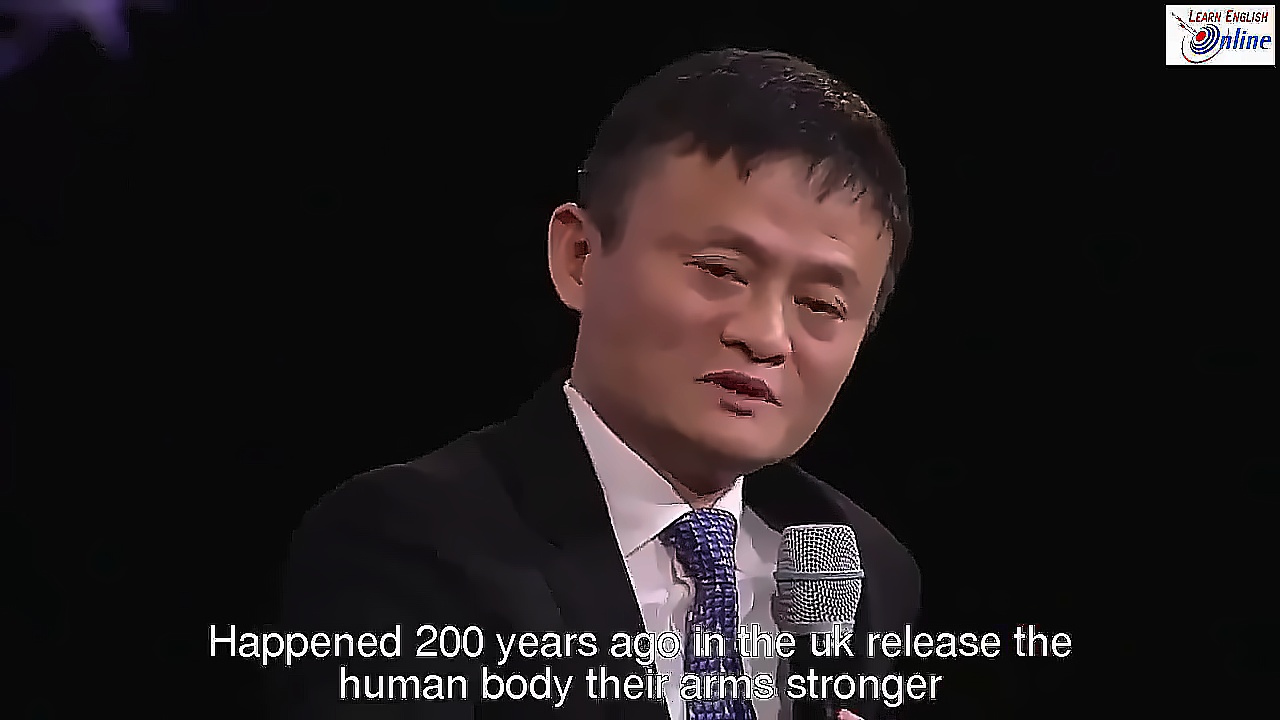 LEARN ENGLISH
Online
Happened 200 years ago in the uk release the
human body their arms stronger